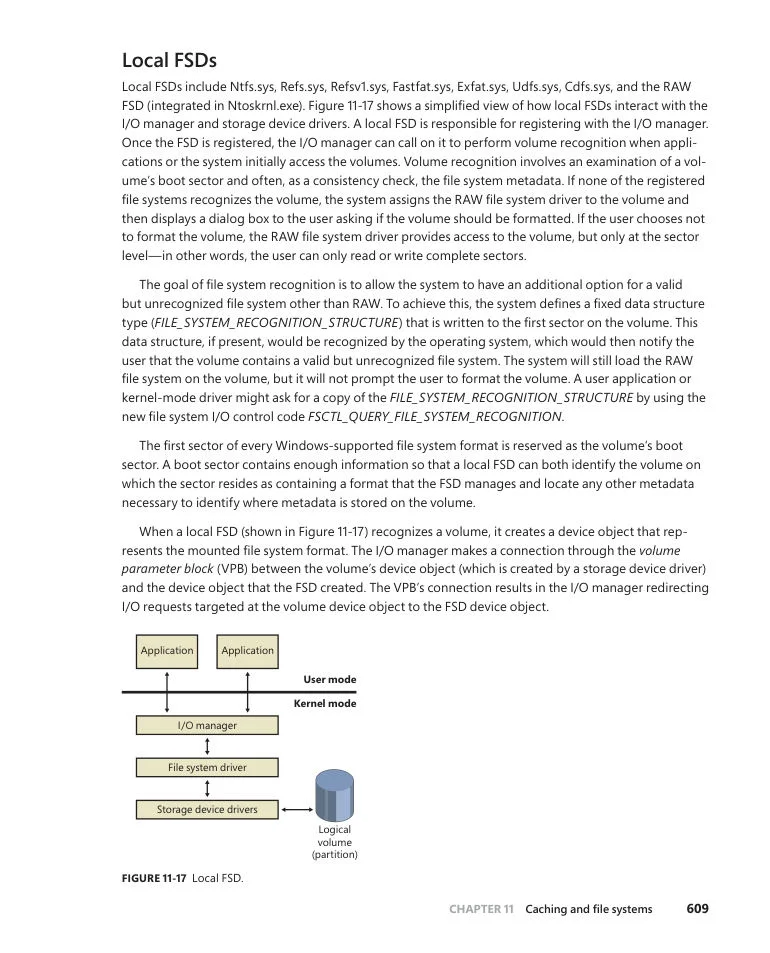 Local FSDs
Local FSDs include Ntfs.sys, Refs.sys, Refsv1.sys, Fastfat.sys, Exfat.sys, Udfs.sys, Cdfs.sys, and the RAW
FSD (integrated in Ntoskrnl.exe). Figure 11-17 shows a simplified view of how local FSDs interact with the
I/O manager and storage device drivers. A local FSD is responsible for registering with the I/O manager.
Once the FSD is registered, the I/O manager can call on it to perform volume recognition when appli-
cations or the system initially access the volumes. Volume recognition involves an examination of a vol-
ume’s boot sector and often, as a consistency check, the file system metadata. If none of the registered
file systems recognizes the volume, the system assigns the RAW file system driver to the volume and
then displays a dialog box to the user asking if the volume should be formatted. If the user chooses not
to format the volume, the RAW file system driver provides access to the volume, but only at the sector
level—in other words, the user can only read or write complete sectors.
The goal of file system recognition is to allow the system to have an additional option for a valid
but unrecognized file system other than RAW. To achieve this, the system defines a fixed data structure
type (FILE_SYSTEM_RECOGNITION_STRUCTURE) that is written to the first sector on the volume. This
data structure, if present, would be recognized by the operating system, which would then notify the
user that the volume contains a valid but unrecognized file system. The system will still load the RAW
file system on the volume, but it will not prompt the user to format the volume. A user application or
kernel-mode driver might ask for a copy of the FILE_SYSTEM_RECOGNITION_STRUCTURE by using the
new file system I/O control code FSCTL_QUERY_FILE_SYSTEM_RECOGNITION.
The first sector of every Windows-supported file system format is reserved as the volume’s boot
sector. A boot sector contains enough information so that a local FSD can both identify the volume on
which the sector resides as containing a format that the FSD manages and locate any other metadata
necessary to identify where metadata is stored on the volume.
When a local FSD (shown in Figure 11-17) recognizes a volume, it creates a device object that rep-
resents the mounted file system format. The I/O manager makes a connection through the volume
parameter block (VPB) between the volume’s device object (which is created by a storage device driver)
and the device object that the FSD created. The VPB’s connection results in the I/O manager redirecting
I/O requests targeted at the volume device object to the FSD device object.
Application
Application
User mode
Kernel mode
I/O manager
File system driver
Storage device drivers
Logical
volume
(partition)
FIGURE 11-17 Local FSD.
CHAPTER 11 Caching and file systems 609